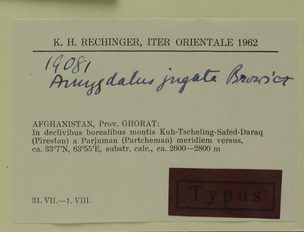 K. H. RECHINGER, ITER ORIENTALE 1962
19081
Amygdalus jugata Browicz
AFGHANISTAN, Prov. GHORAT:
In declivibus borealibus montis Kuh-Tscheling-Safed-Daraq
(Pirestan) a Parjuman (Partcheman) meridiem versus,
ca. 33°7'N, 63°55'E, substr. calc., ca. 2600—2800 m
31. VII.—1. VIII.
Typus